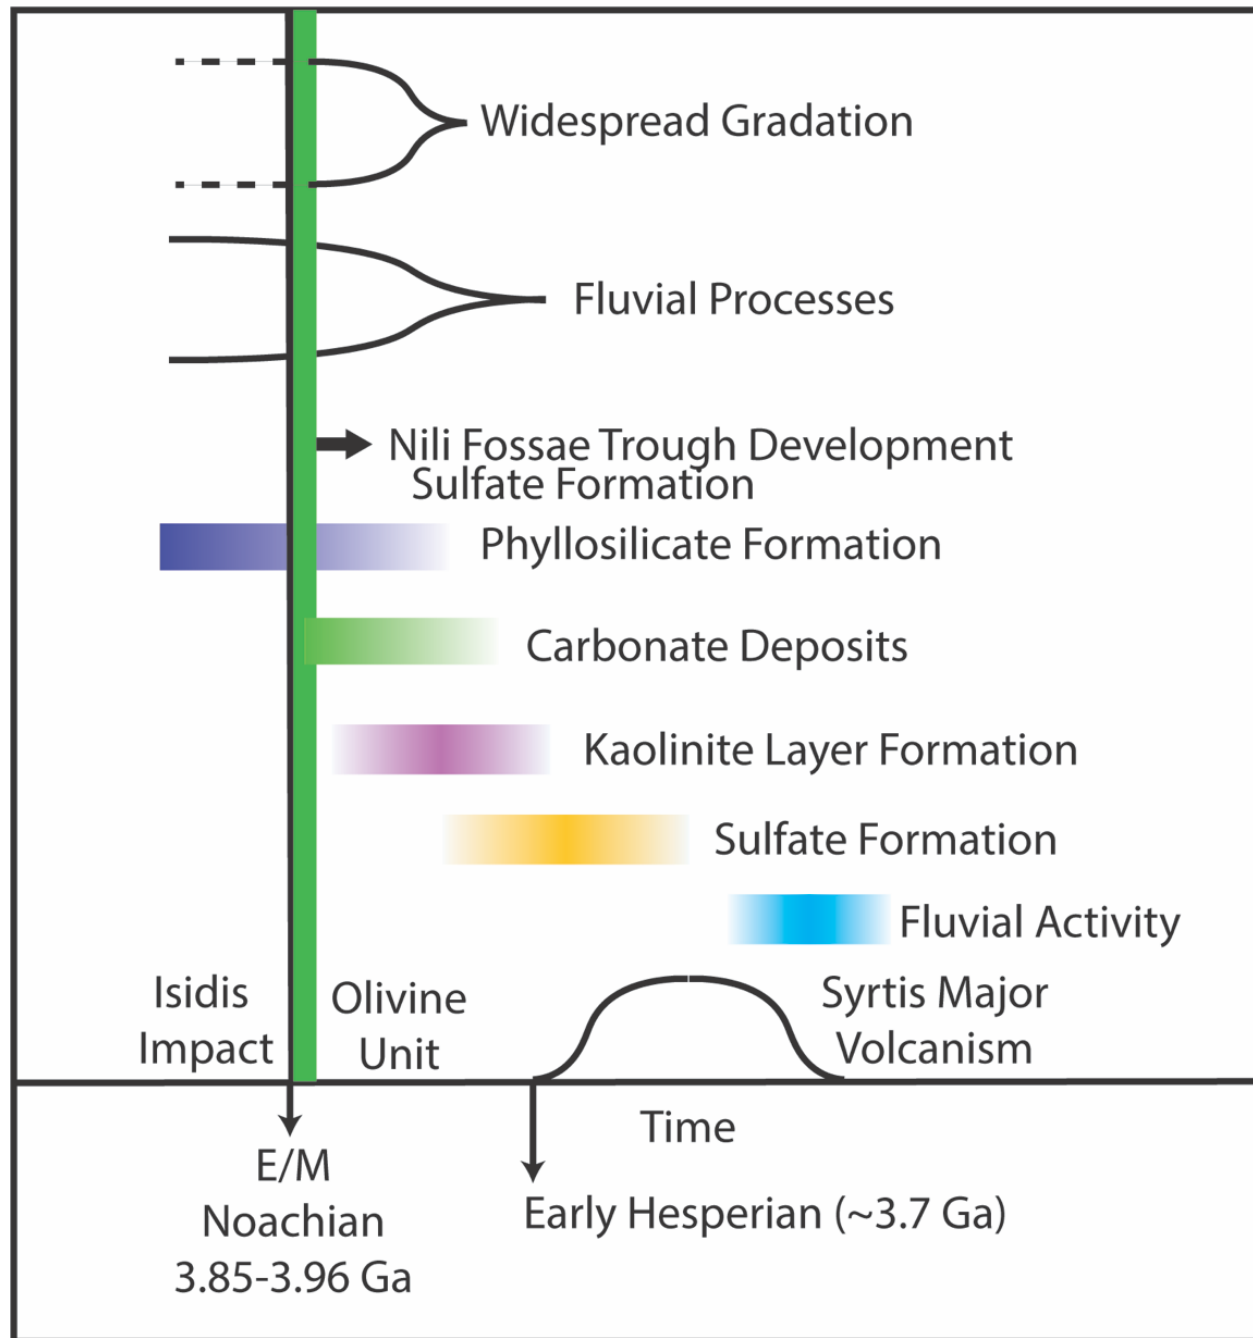 Widespread Gradation
Fluvial Processes
Nili Fossae Trough Development
Sulfate Formation
Phyllosilicate Formation
Carbonate Deposits
Kaolinite Layer Formation
Sulfate Formation
Fluvial Activity
Isidis
Impact
Olivine
Unit
Syrtis Major
Volcanism
Time
E/M
Noachian
3.85-3.96 Ga
Early Hesperian (~3.7 Ga)